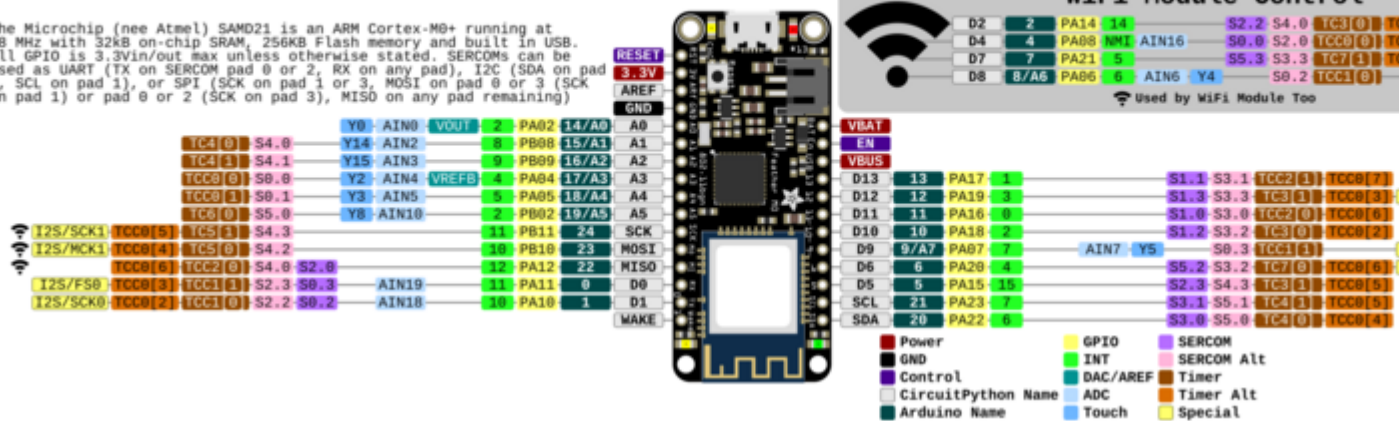 he Microchip (nee Atmel) SAMD21 is an ARM Cortex-M0+ running at
8 MHz with 32kB on-chip SRAM, 256KB Flash memory and built in USB.
ll GPIO is 3.3Vin/out max unless otherwise stated. SERCOMs can be
sed as UART (TX on SERCOM pad 0 or 2, RX on any pad), I2C (SDA on pad
, SCL on pad 1), or SPI (SCK on pad 1 or 3, MOSI on pad 0 or 3 (SCK
n pad 1) or pad 0 or 2 (SCK on pad 3), MISO on any pad remaining)
WiFi Module Control
D2 2 PA14 14 S2.2 S4.0 TC3[0]
D4 4 PA08 NMI AIN16 S0.0 S2.0 TCC0[0]
D7 7 PA21 5 S5.3 S3.3 TC7[1]
D8 8/A6 PA06 6 AIN6 Y4 S0.2 TCC1[0]
Used by WiFi Module Too
RESET
3.3V
AREF
GND
Y0 AIN0 VOUT 2 PA02 14/A0 A0
TC4[0] S4.0 Y14 AIN2 8 PB08 15/A1 A1
TC4[1] S4.1 Y15 AIN3 9 PB09 16/A2 A2
TCC0[0] S0.0 Y2 AIN4 VREFB 4 PA04 17/A3 A3
TCC0[1] S0.1 Y3 AIN5 5 PA05 18/A4 A4
TC6[0] S5.0 Y8 AIN10 2 PB02 19/A5 A5
I2S/SCK1 TCC0[5] TC5[1] S4.3 11 PB11 24 SCK
I2S/MCK1 TCC0[4] TC5[0] S4.2 10 PB10 23 MOSI
TCC0[6] TCC2[0] S4.0 S2.0 12 PA12 22 MISO
I2S/FS0 TCC0[3] TCC1[1] S2.3 S0.3 AIN19 11 PA11 0 D0
I2S/SCK0 TCC0[2] TCC1[0] S2.2 S0.2 AIN18 10 PA10 1 D1
WAKE
VBAT
EN
VBUS
D13 13 PA17 1 S1.1 S3.1 TCC2[1] TCC0[7]
D12 12 PA19 3 S1.3 S3.3 TC3[1] TCC0[3]
D11 11 PA16 0 S1.0 S3.0 TCC2[0] TCC0[6]
D10 10 PA18 2 S1.2 S3.2 TC3[0] TCC0[2]
D9 9/A7 PA07 7 AIN7 Y5 S0.3 TCC1[1]
D6 6 PA20 4 S5.2 S3.2 TC7[0] TCC0[6]
D5 5 PA15 15 S2.3 S4.3 TC3[1] TCC0[5]
SCL 21 PA23 7 S3.1 S5.1 TC4[1] TCC0[5]
SDA 20 PA22 6 S3.0 S5.0 TC4[0] TCC0[4]
Power
GND
Control
CircuitPython Name
Arduino Name
GPIO
INT
DAC/AREF
ADC
Touch
SERCOM
SERCOM Alt
Timer
Timer Alt
Special